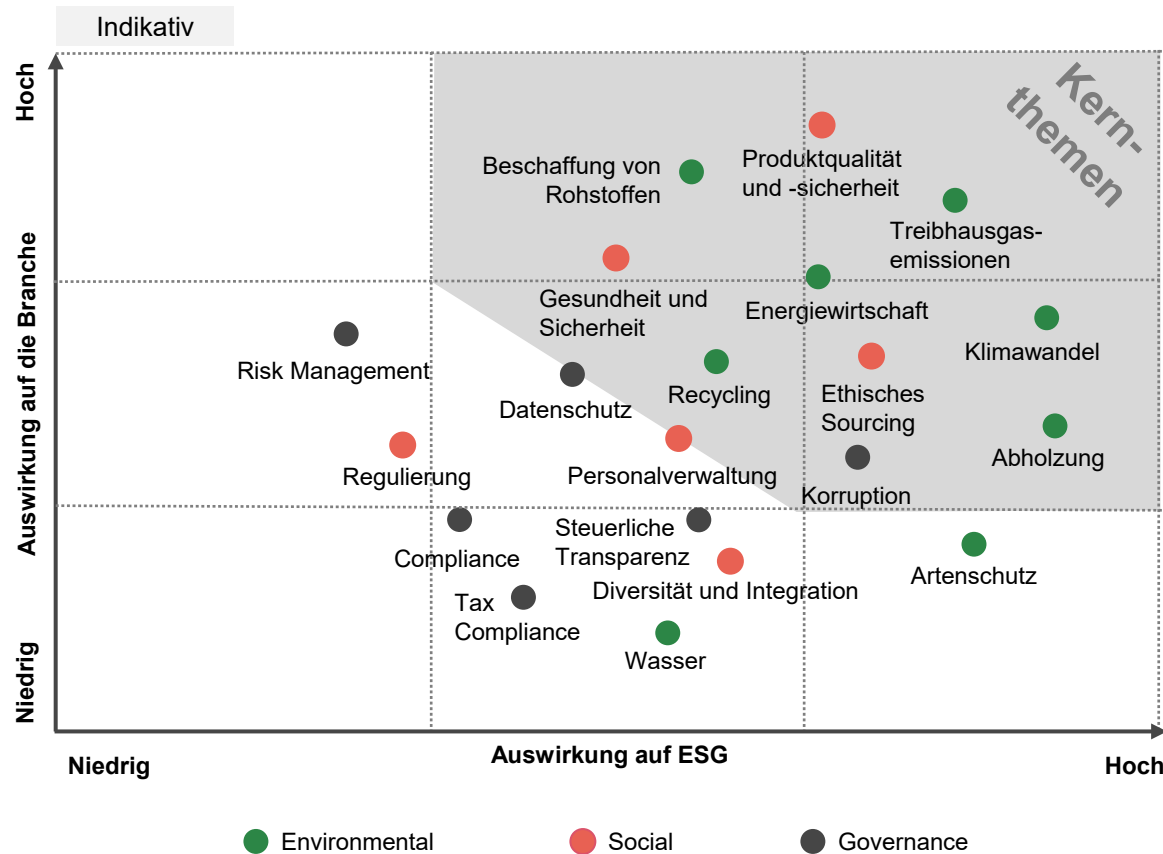 Indikativ
Hoch
Auswirkung auf die Branche
Niedrig
Kern-
themen
Beschaffung von
Rohstoffen
Produktqualität
und -sicherheit
Treibhausgas-
emissionen
Gesundheit und
Sicherheit
Energiewirtschaft
Klimawandel
Risk Management
Datenschutz
Recycling
Ethisches
Sourcing
Regulierung
Personalverwaltung
Korruption
Abholzung
Compliance
Steuerliche
Transparenz
Diversität und Integration
Artenschutz
Tax
Compliance
Wasser
Niedrig
Auswirkung auf ESG
Hoch
Environmental
Social
Governance